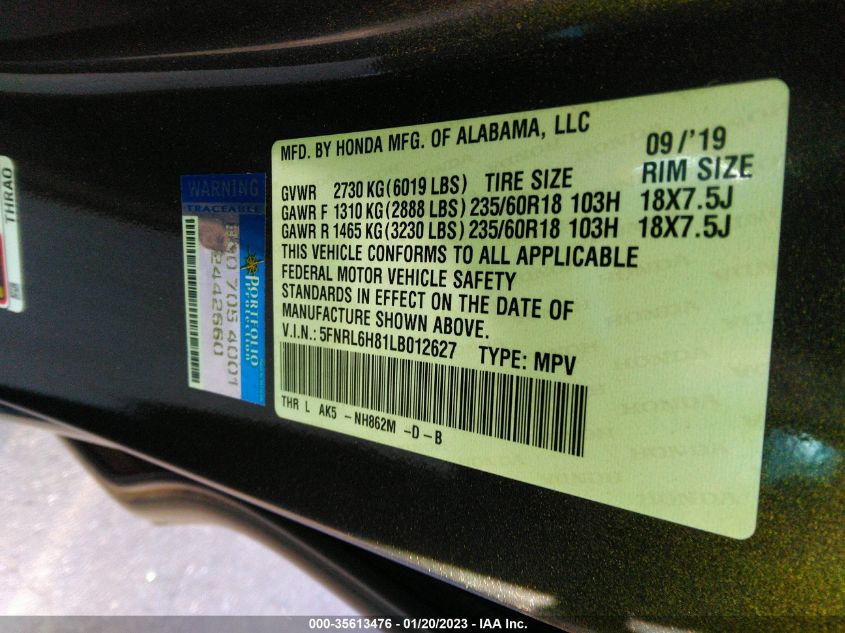 MFD. BY HONDA MFG. OF ALABAMA, LLC 09/'19
RIM SIZE
GVWR 2730 KG(6019 LBS) TIRE SIZE
GAWR F 1310 KG(2888 LBS) 235/60R18 103H 18X7.5J
GAWR R 1465 KG(3230 LBS) 235/60R18 103H 18X7.5J
THIS VEHICLE CONFORMS TO ALL APPLICABLE
FEDERAL MOTOR VEHICLE SAFETY
STANDARDS IN EFFECT ON THE DATE OF
MANUFACTURE SHOWN ABOVE.
V.I.N.: 5FNRL6H81LB012627 TYPE: MPV
THR L AK5 -NH862M -D-B
WARNING
TRACEABLE
705 4001
2442660
PORTFOLIO
Protection
THRAO
000-35613476 - 01/20/2023 - © IAA Inc.